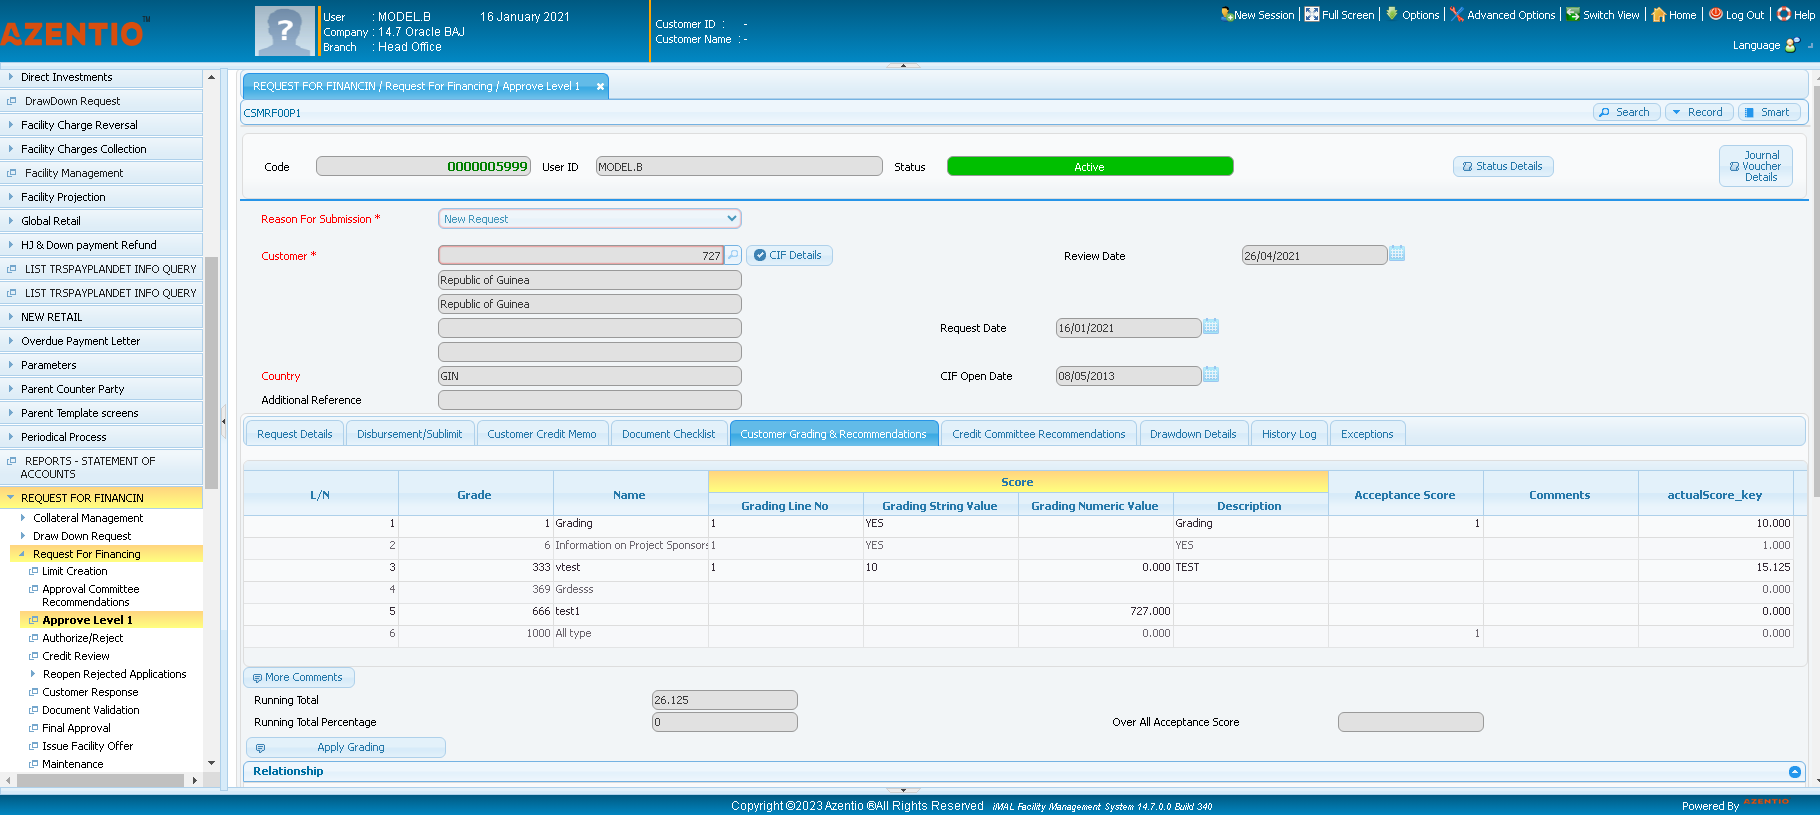 AZENTIO™
User : MODEL.B 16 January 2021
Company : 14.7 Oracle BAJ
Branch : Head Office
Customer ID : -
Customer Name : -
New Session Full Screen Options Advanced Options Switch View Home Log Out Help
Language
Direct Investments
DrawDown Request
Facility Charge Reversal
Facility Charges Collection
Facility Management
Facility Projection
Global Retail
HJ & Down payment Refund
LIST TRSPAYPLANDET INFO QUERY
LIST TRSPAYPLANDET INFO QUERY
NEW RETAIL
Overdue Payment Letter
Parameters
Parent Counter Party
Parent Template screens
Periodical Process
REPORTS - STATEMENT OF
ACCOUNTS
REQUEST FOR FINANCIN
Collateral Management
Draw Down Request
Request For Financing
Limit Creation
Approval Committee
Recommendations
Approve Level 1
Authorize/Reject
Credit Review
Reopen Rejected Applications
Customer Response
Document Validation
Final Approval
Issue Facility Offer
Maintenance
REQUEST FOR FINANCIN / Request For Financing / Approve Level 1
CSMRF00P1
Search Record Smart
Code 0000005999 User ID MODEL.B Status Active Status Details
Journal
Voucher
Details
Reason For Submission * New Request
Customer * 727 CIF Details Review Date 26/04/2021
Republic of Guinea
Republic of Guinea
Request Date 16/01/2021
Country GIN CIF Open Date 08/05/2013
Additional Reference
Request Details Disbursement/Sublimit Customer Credit Memo Document Checklist Customer Grading & Recommendations Credit Committee Recommendations Drawdown Details History Log Exceptions
L/N Grade Name Score Acceptance Score Comments actualScore_key
Grading Line No Grading String Value Grading Numeric Value Description
1 1 Grading 1 YES Grading 1 10.000
2 6 Information on Project Sponsors 1 YES YES 1.000
3 333 vtest 1 10 0.000 TEST 15.125
4 369 Grdesss 0.000
5 666 test1 727.000 0.000
6 1000 All type 0.000 1 0.000
More Comments
Running Total 26.125
Running Total Percentage 0 Over All Acceptance Score
Apply Grading
Relationship
Copyright ©2023 Azentio ®All Rights Reserved iMAL Facility Management System 14.7.0.0 Build 340
Powered By AZENTIO